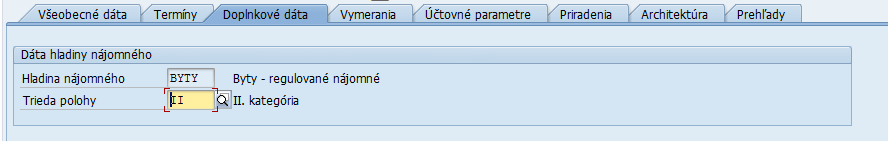 Všeobecné dáta Termíny Doplnkové dáta Vymerania Účtovné parametre Priradenia Architektúra Prehľady
Dáta hladiny nájomného
Hladina nájomného BYTY Byty - regulované nájomné
Trieda polohy II II. kategória